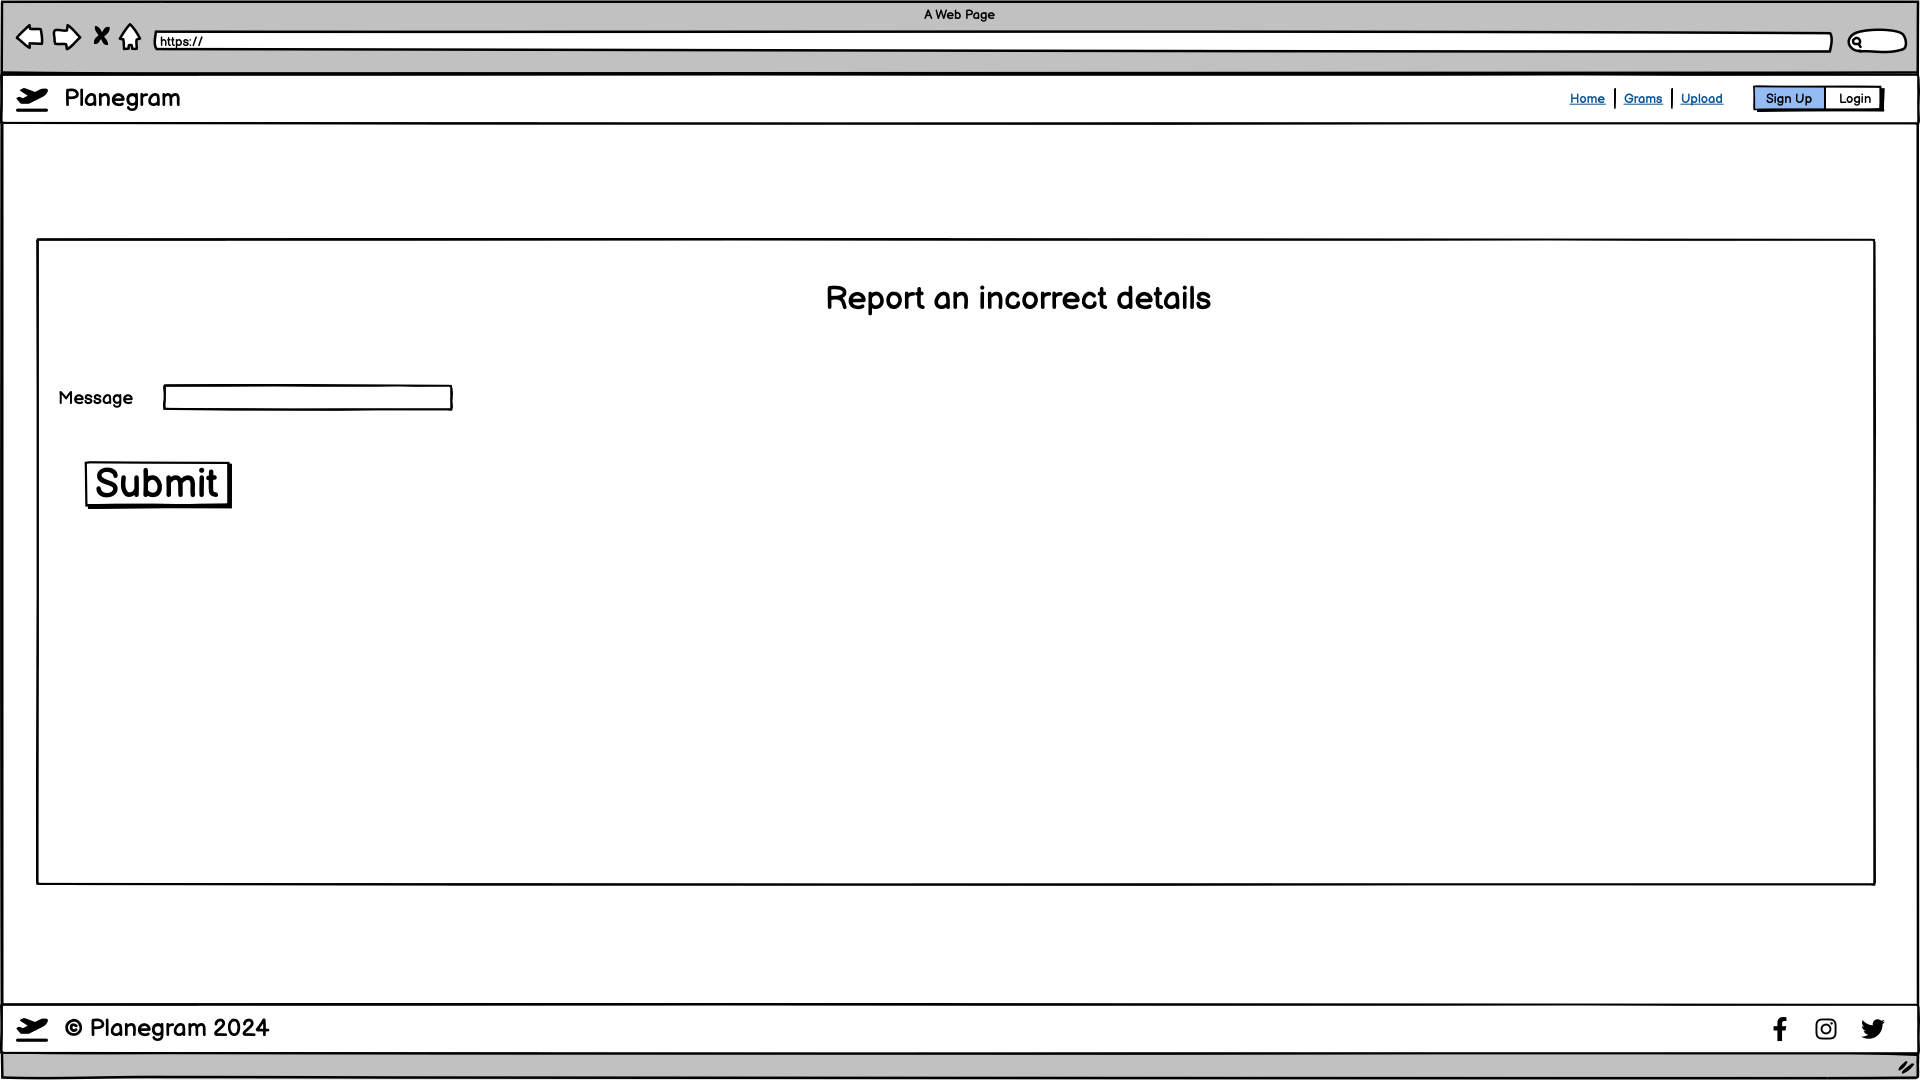 A Web Page
https://
Planegram
Home
Grams
Upload
Sign Up
Login
Report an incorrect details
Message
Submit
© Planegram 2024